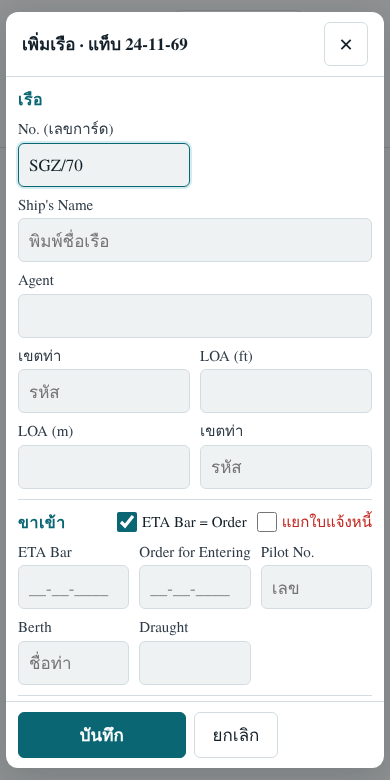 เพิ่มเรือ · แท็บ 24-11-69 ✕
เรือ
No. (เลขการ์ด)
SGZ/70
Ship's Name
พิมพ์ชื่อเรือ
Agent
เขตท่า LOA (ft)
รหัส
LOA (m) เขตท่า
รหัส
ขาเข้า ETA Bar = Order แยกใบแจ้งหนี้
ETA Bar Order for Entering Pilot No.
__-__-____ __-__-____ เลข
Berth Draught
ชื่อท่า
บันทึก ยกเลิก